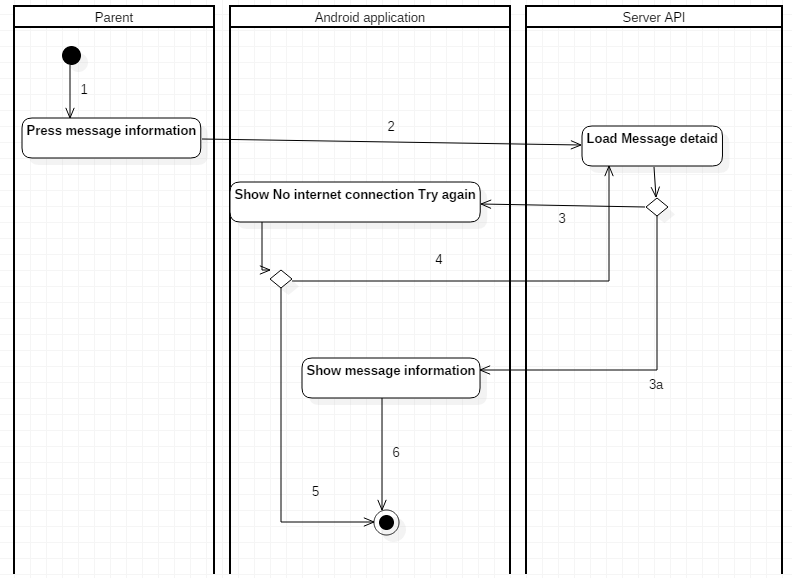 Parent
Android application
Server API
1
Press message information
2
Load Message detaid
Show No internet connection Try again
3
4
Show message information
3a
6
5